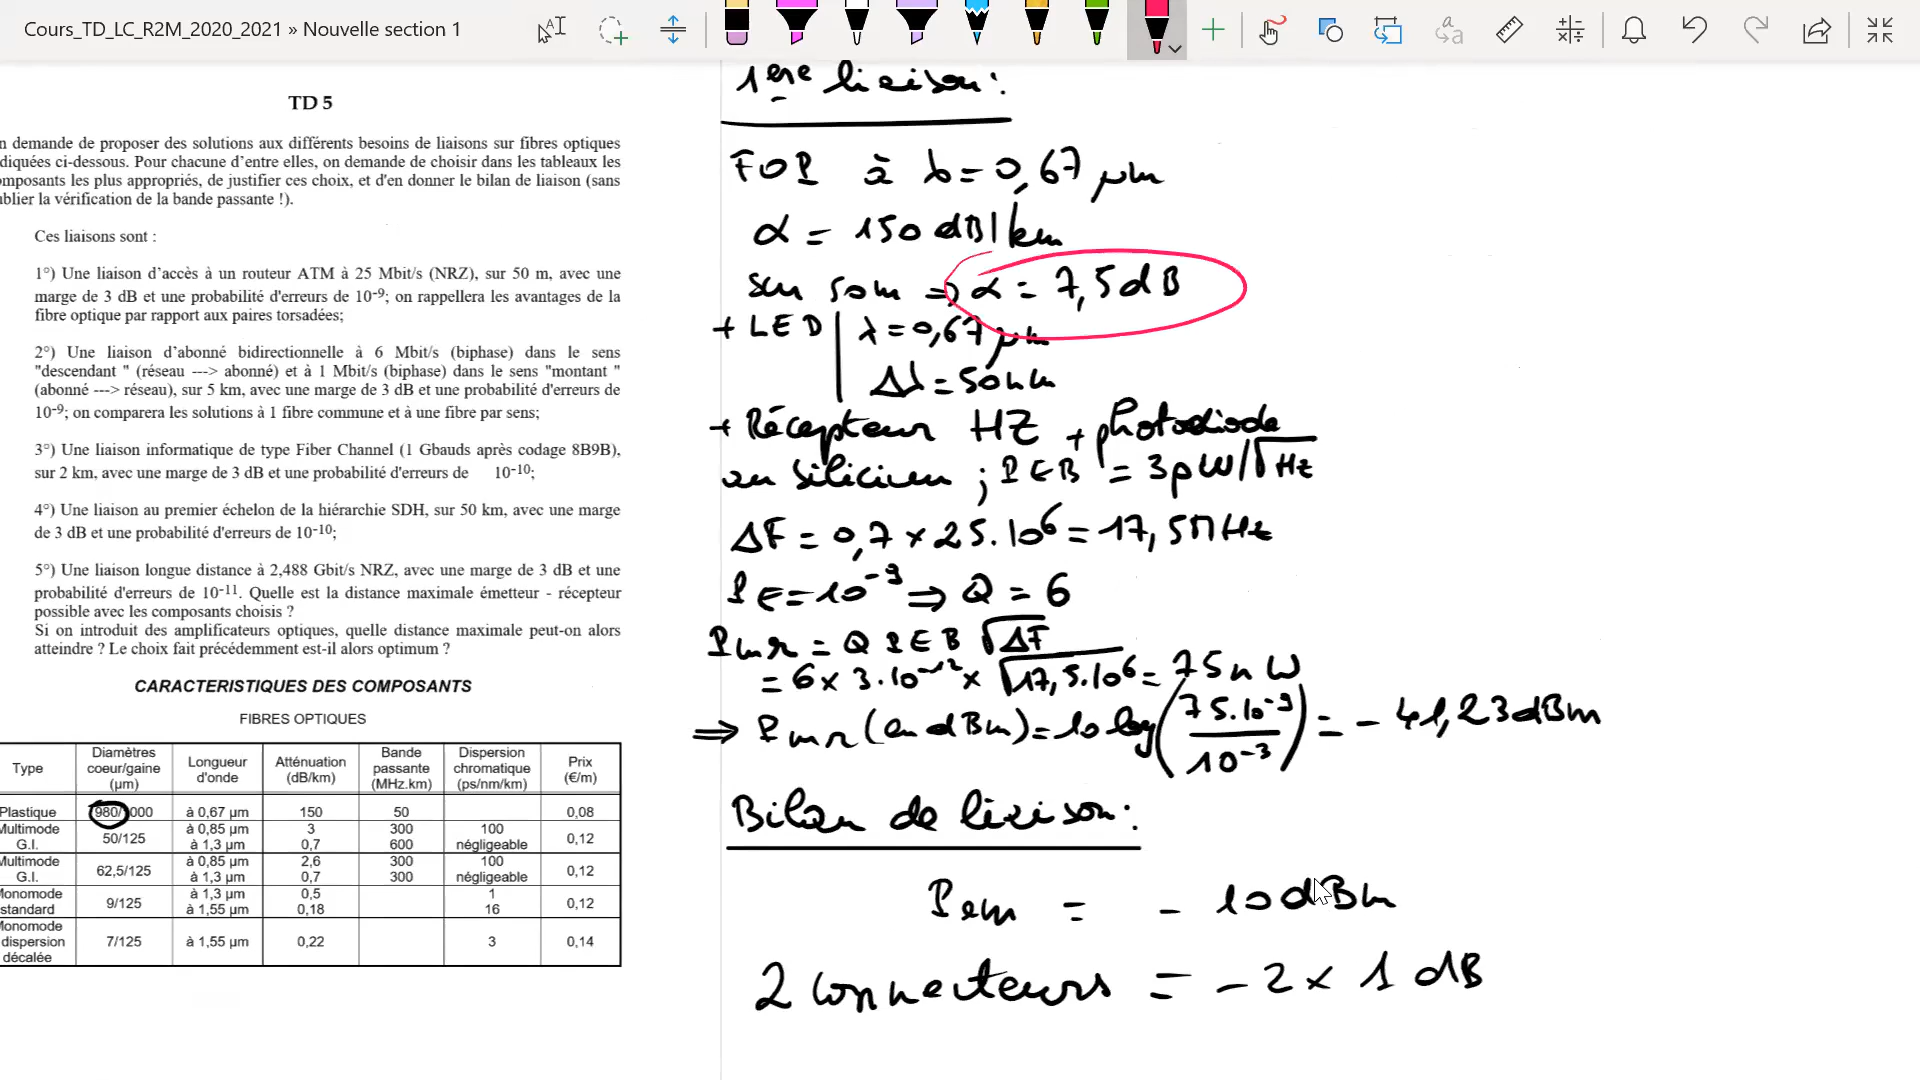 Cours_TD_LC_R2M_2020_2021 » Nouvelle section 1
TD 5
n demande de proposer des solutions aux différents besoins de liaisons sur fibres optiques
diquées ci-dessous. Pour chacune d'entre elles, on demande de choisir dans les tableaux les
omposants les plus appropriés, de justifier ces choix, et d'en donner le bilan de liaison (sans
ublier la vérification de la bande passante !).
Ces liaisons sont :
1°) Une liaison d'accès à un routeur ATM à 25 Mbit/s (NRZ), sur 50 m, avec une
marge de 3 dB et une probabilité d'erreurs de 10-9; on rappellera les avantages de la
fibre optique par rapport aux paires torsadées;
2°) Une liaison d'abonné bidirectionnelle à 6 Mbit/s (biphase) dans le sens
"descendant " (réseau ---> abonné) et à 1 Mbit/s (biphase) dans le sens "montant "
(abonné ---> réseau), sur 5 km, avec une marge de 3 dB et une probabilité d'erreurs de
10-9; on comparera les solutions à 1 fibre commune et à une fibre par sens;
3°) Une liaison informatique de type Fiber Channel (1 Gbauds après codage 8B9B),
sur 2 km, avec une marge de 3 dB et une probabilité d'erreurs de 10-10;
4°) Une liaison au premier échelon de la hiérarchie SDH, sur 50 km, avec une marge
de 3 dB et une probabilité d'erreurs de 10-10;
5°) Une liaison longue distance à 2,488 Gbit/s NRZ, avec une marge de 3 dB et une
probabilité d'erreurs de 10-11. Quelle est la distance maximale émetteur - récepteur
possible avec les composants choisis ?
Si on introduit des amplificateurs optiques, quelle distance maximale peut-on alors
atteindre ? Le choix fait précédemment est-il alors optimum ?
CARACTERISTIQUES DES COMPOSANTS
FIBRES OPTIQUES
Type Diamètres coeur/gaine (µm) Longueur d'onde Atténuation (dB/km) Bande passante (MHz.km) Dispersion chromatique (ps/nm/km) Prix (€/m)
Plastique 980/1000 à 0,67 µm 150 50 0,08
Multimode G.I. 50/125 à 0,85 µm 3 300 100 0,12
à 1,3 µm 0,7 600 négligeable
Multimode G.I. 62,5/125 à 0,85 µm 2,6 300 100 0,12
à 1,3 µm 0,7 300 négligeable
Monomode standard 9/125 à 1,3 µm 0,5 1 0,12
à 1,55 µm 0,18 16
Monomode dispersion décalée 7/125 à 1,55 µm 0,22 3 0,14
1ere liaison :
FOP à λ = 0,67 µm
α = 150 dB/km
sur 50m ⇒ α = 7,5 dB
+ LED | λ = 0,67 µm
Δλ = 50nm
+ Récepteur HZ + photodiode
au silicium ; PEB = 3pW/√Hz
ΔF = 0,7 × 25.10^6 = 17,5 MHz
PE = 10^-9 ⇒ Q = 6
Pmr = Q PEB √ΔF
= 6 × 3.10^-12 × √17,5.10^6 = 75 nW
⇒ Pmr (en dBm) = 10 log (75.10^-9 / 10^-3) = - 41,23 dBm
Bilan de liaison :
Pem = - 10 dBm
2 connecteurs = - 2 × 1 dB